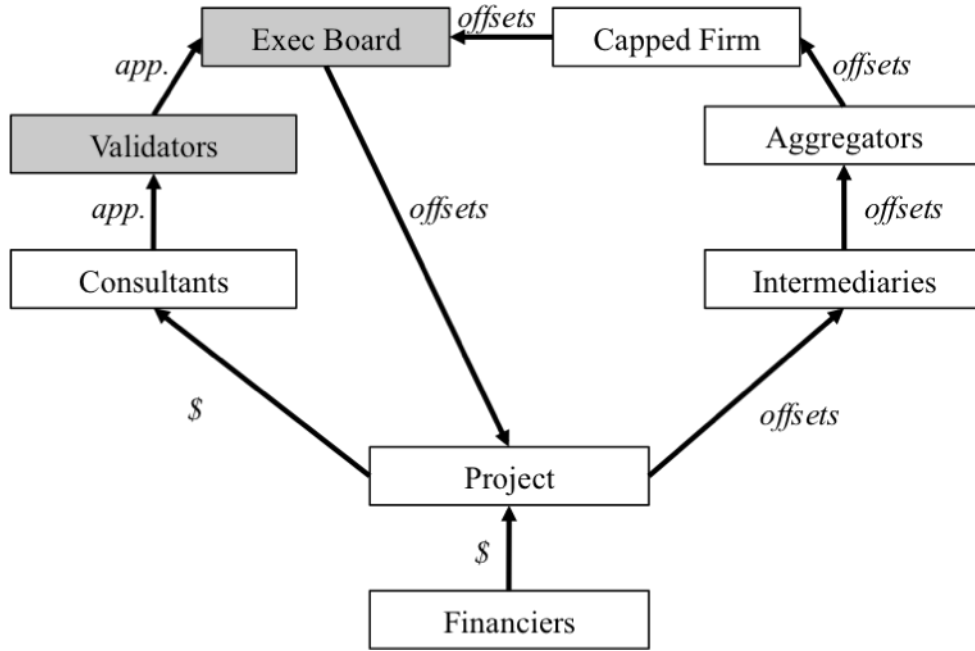 offsets
Exec Board
Capped Firm
app.
offsets
Validators
Aggregators
app.
offsets
offsets
Consultants
Intermediaries
$
offsets
Project
$
Financiers